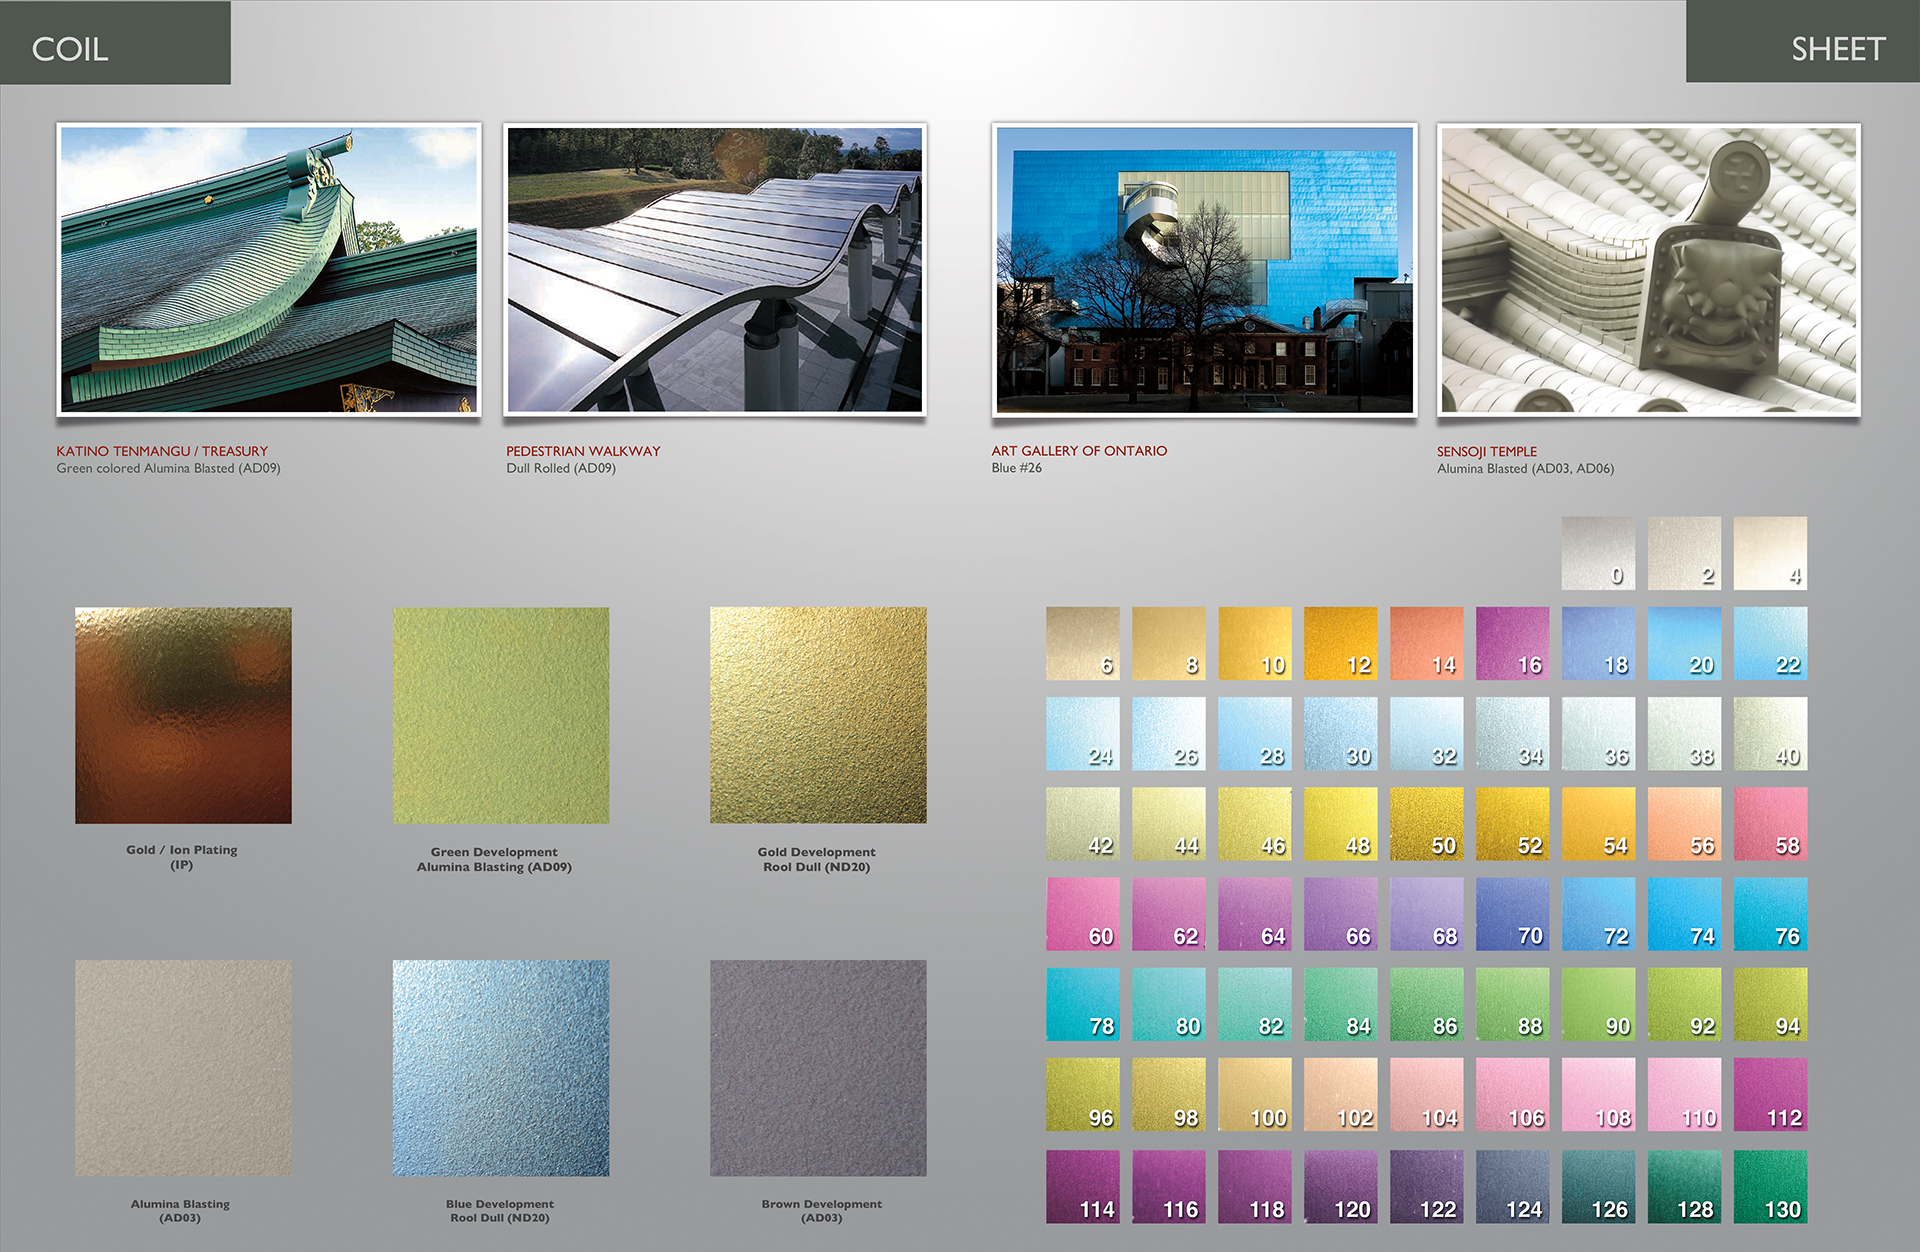 COIL
SHEET
KATINO TENMANGU / TREASURY
Green colored Alumina Blasted (AD09)
PEDESTRIAN WALKWAY
Dull Rolled (AD09)
ART GALLERY OF ONTARIO
Blue #26
SENSOJI TEMPLE
Alumina Blasted (AD03, AD06)
Gold / Ion Plating
(IP)
Green Development
Alumina Blasting (AD09)
Gold Development
Rool Dull (ND20)
Alumina Blasting
(AD03)
Blue Development
Rool Dull (ND20)
Brown Development
(AD03)
0 2 4
6 8 10 12 14 16 18 20 22
24 26 28 30 32 34 36 38 40
42 44 46 48 50 52 54 56 58
60 62 64 66 68 70 72 74 76
78 80 82 84 86 88 90 92 94
96 98 100 102 104 106 108 110 112
114 116 118 120 122 124 126 128 130